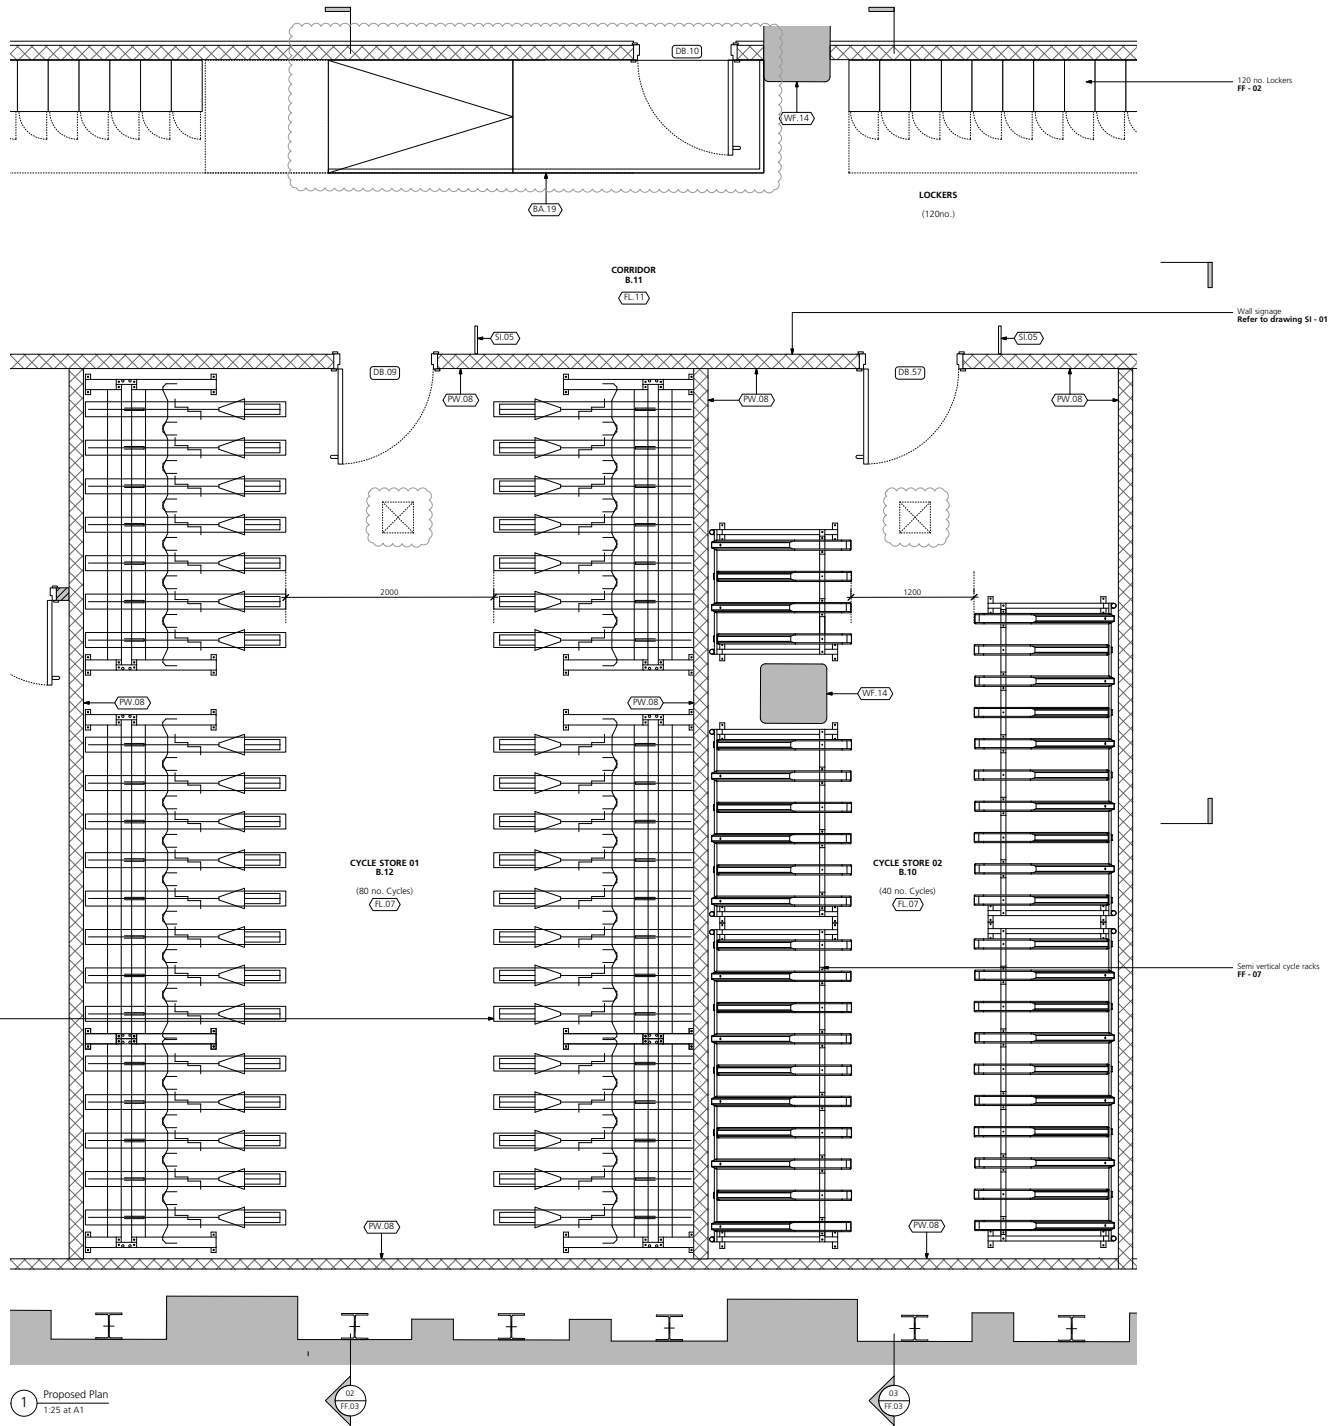 DB.10
120 no. Lockers
FF - 02
WF.14
BA.19
LOCKERS
(120no.)
CORRIDOR
B.11
FL.11
Wall signage
Refer to drawing SI - 01
SI.05
SI.05
DB.09
DB.57
PW.08
PW.08
PW.08
PW.08
2000
1200
PW.08
PW.08
WF.14
CYCLE STORE 01
B.12
(80 no. Cycles)
FL.07
CYCLE STORE 02
B.10
(40 no. Cycles)
FL.07
Semi vertical cycle racks
FF - 07
PW.08
PW.08
1
Proposed Plan
1:25 at A1
02
FF.03
03
FF.03